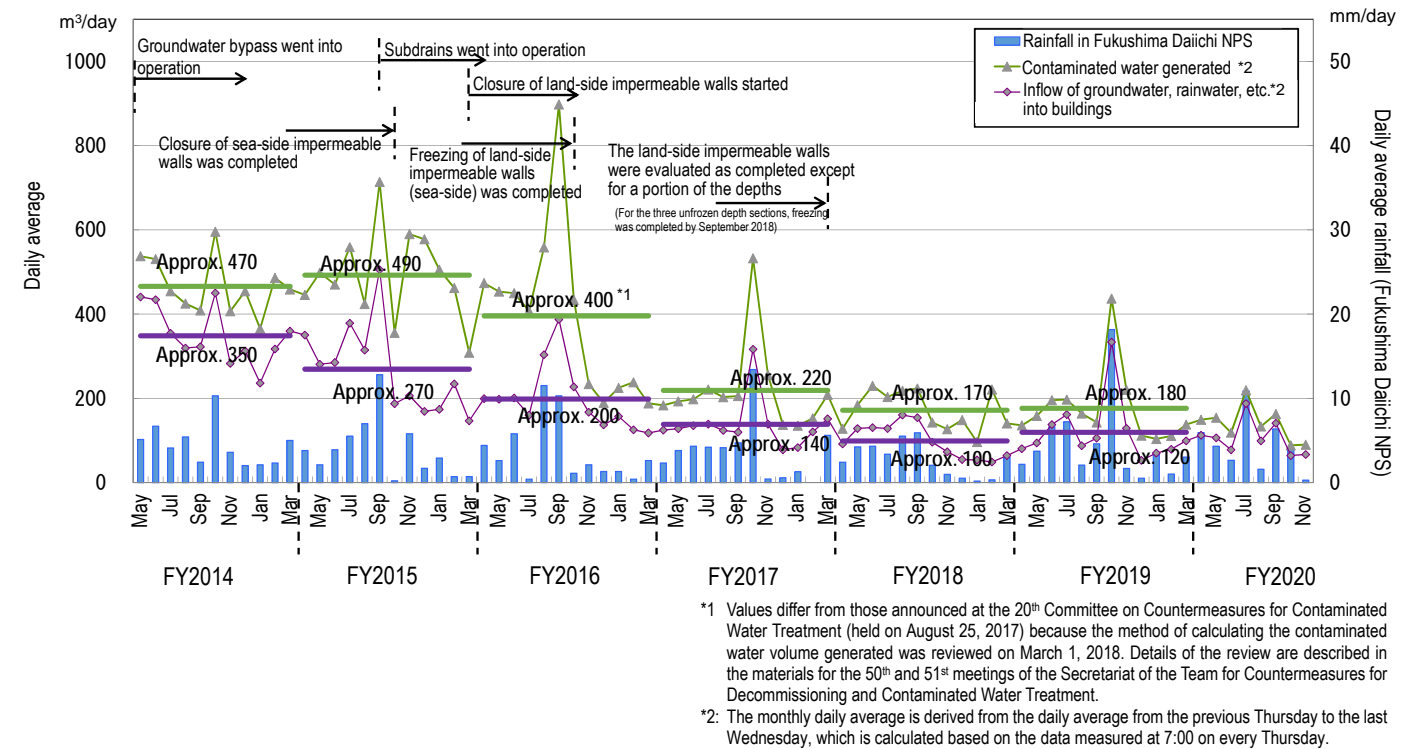 m³/day
mm/day
Groundwater bypass went into
operation
Subdrains went into operation
Closure of land-side impermeable walls started
Closure of sea-side impermeable
walls was completed
Freezing of land-side
impermeable walls
(sea-side) was completed
The land-side impermeable walls
were evaluated as completed except
for a portion of the depths
(For the three unfrozen depth sections, freezing
was completed by September 2018)
Rainfall in Fukushima Daiichi NPS
Contaminated water generated *2
Inflow of groundwater, rainwater, etc.*2
into buildings
1000
800
600
400
200
0
Daily average
50
40
30
20
10
0
Daily average rainfall (Fukushima Daiichi NPS)
Approx. 470
Approx. 350
Approx. 490
Approx. 270
Approx. 400 *1
Approx. 200
Approx. 220
Approx. 140
Approx. 170
Approx. 100
Approx. 180
Approx. 120
May Jul Sep Nov Jan Mar May Jul Sep Nov Jan Mar May Jul Sep Nov Jan Mar May Jul Sep Nov Jan Mar May Jul Sep Nov Jan Mar May Jul Sep Nov Jan Mar May Jul Sep Nov
FY2014 FY2015 FY2016 FY2017 FY2018 FY2019 FY2020
*1 Values differ from those announced at the 20th Committee on Countermeasures for Contaminated
Water Treatment (held on August 25, 2017) because the method of calculating the contaminated
water volume generated was reviewed on March 1, 2018. Details of the review are described in
the materials for the 50th and 51st meetings of the Secretariat of the Team for Countermeasures for
Decommissioning and Contaminated Water Treatment.
*2: The monthly daily average is derived from the daily average from the previous Thursday to the last
Wednesday, which is calculated based on the data measured at 7:00 on every Thursday.